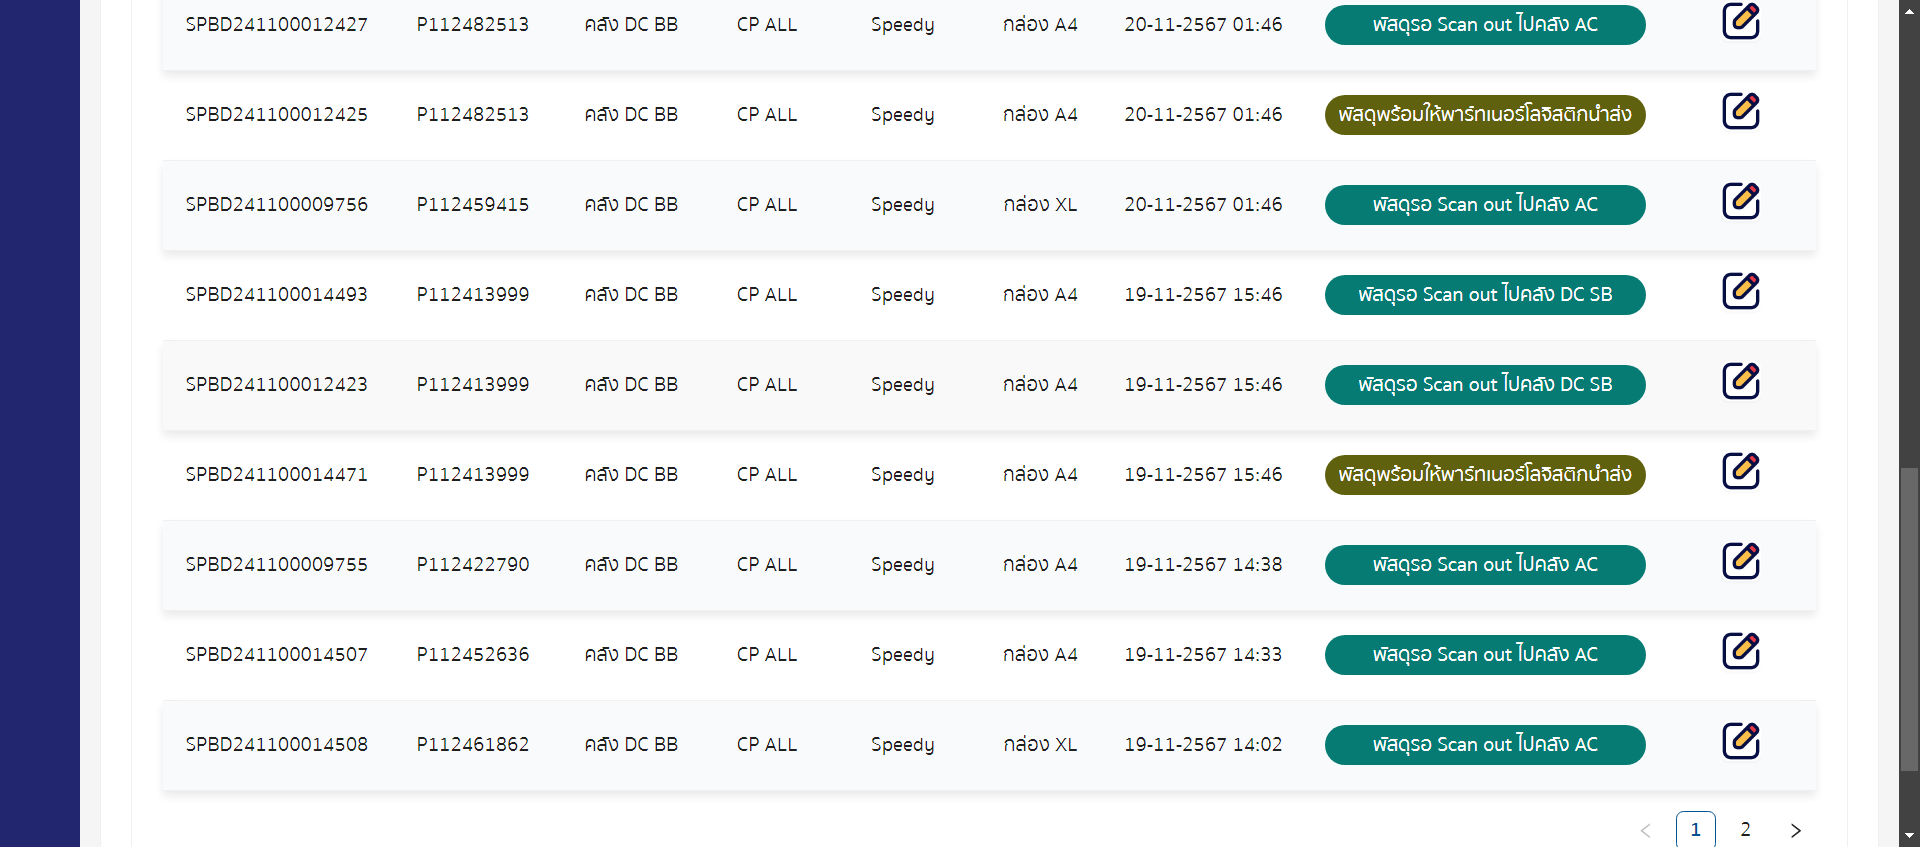 SPBD241100012427 P112482513 คลัง DC BB CP ALL Speedy กล่อง A4 20-11-2567 01:46 พัสดุรอ Scan out ไปคลัง AC
SPBD241100012425 P112482513 คลัง DC BB CP ALL Speedy กล่อง A4 20-11-2567 01:46 พัสดุพร้อมให้พาร์ทเนอร์โลจิสติกนำส่ง
SPBD241100009756 P112459415 คลัง DC BB CP ALL Speedy กล่อง XL 20-11-2567 01:46 พัสดุรอ Scan out ไปคลัง AC
SPBD241100014493 P112413999 คลัง DC BB CP ALL Speedy กล่อง A4 19-11-2567 15:46 พัสดุรอ Scan out ไปคลัง DC SB
SPBD241100012423 P112413999 คลัง DC BB CP ALL Speedy กล่อง A4 19-11-2567 15:46 พัสดุรอ Scan out ไปคลัง DC SB
SPBD241100014471 P112413999 คลัง DC BB CP ALL Speedy กล่อง A4 19-11-2567 15:46 พัสดุพร้อมให้พาร์ทเนอร์โลจิสติกนำส่ง
SPBD241100009755 P112422790 คลัง DC BB CP ALL Speedy กล่อง A4 19-11-2567 14:38 พัสดุรอ Scan out ไปคลัง AC
SPBD241100014507 P112452636 คลัง DC BB CP ALL Speedy กล่อง A4 19-11-2567 14:33 พัสดุรอ Scan out ไปคลัง AC
SPBD241100014508 P112461862 คลัง DC BB CP ALL Speedy กล่อง XL 19-11-2567 14:02 พัสดุรอ Scan out ไปคลัง AC
1 2